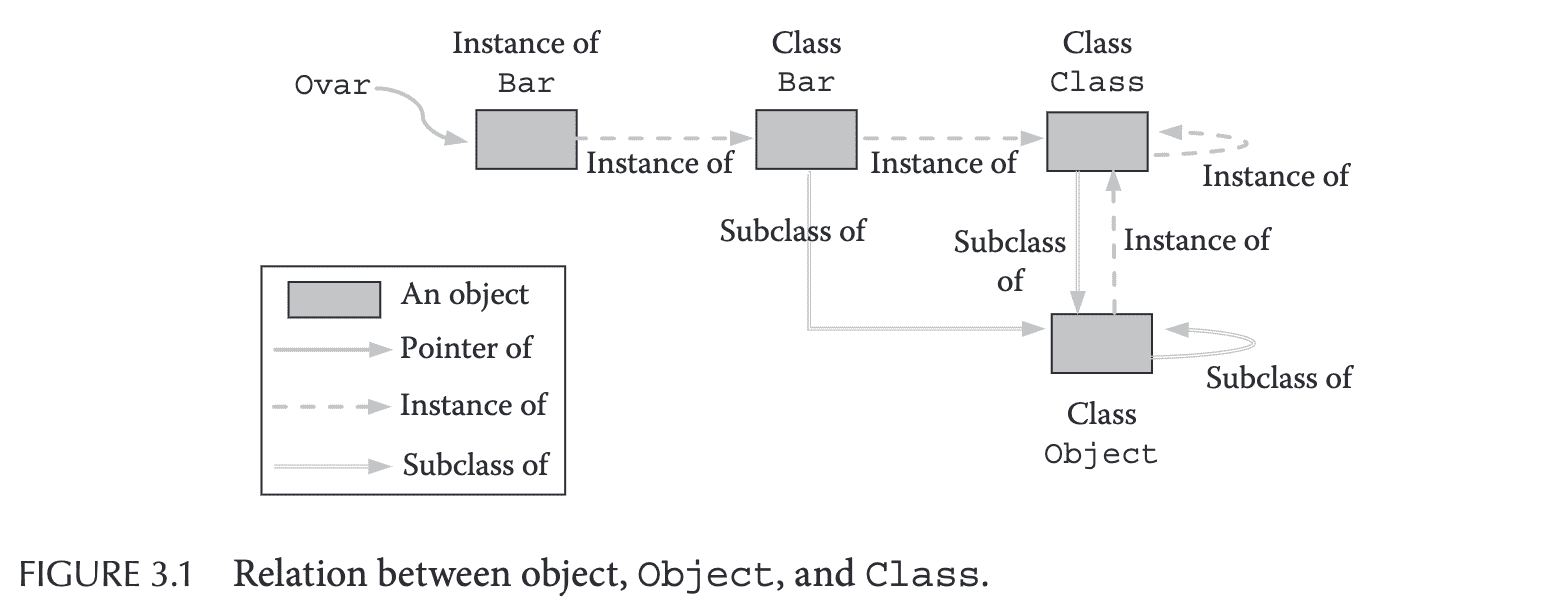 Instance of
Bar
Class
Bar
Class
Class
Ovar
Instance of
Instance of
Instance of
Subclass of
Subclass
of
Instance of
An object
Pointer of
Instance of
Subclass of
Subclass of
Class
Object
FIGURE 3.1 Relation between object, Object, and Class.